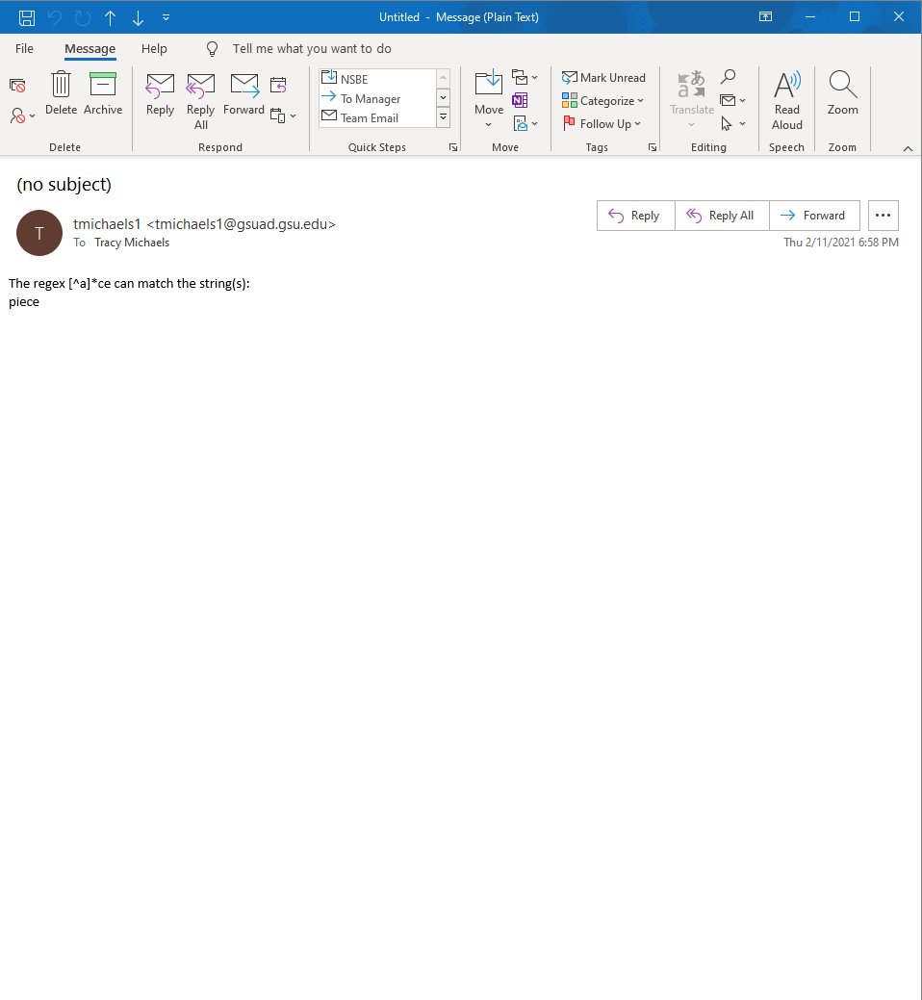 Untitled - Message (Plain Text)
File Message Help Tell me what you want to do
Delete Archive
Delete
Reply Reply All Forward
Respond
NSBE
To Manager
Team Email
Quick Steps
Move
Move
Mark Unread
Categorize
Follow Up
Tags
Translate
Editing
Read Aloud
Speech
Zoom
Zoom
(no subject)
T
tmichaels1 <tmichaels1@gsuad.gsu.edu>
To Tracy Michaels
Reply Reply All Forward
Thu 2/11/2021 6:58 PM
The regex [^a]*ce can match the string(s):
piece